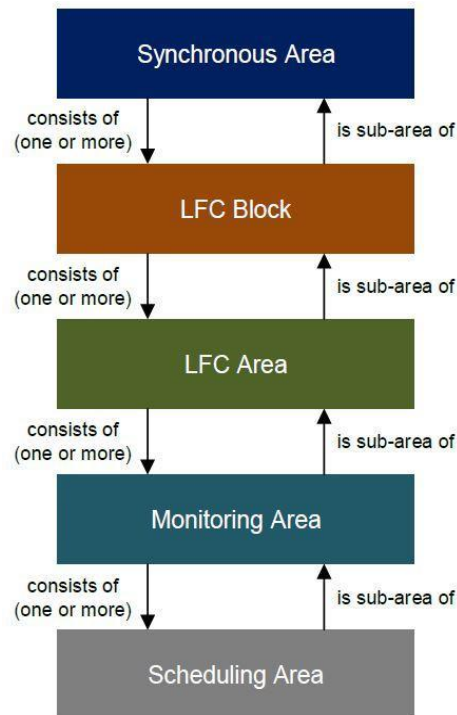 Synchronous Area
consists of
(one or more)
is sub-area of
LFC Block
consists of
(one or more)
is sub-area of
LFC Area
consists of
(one or more)
is sub-area of
Monitoring Area
consists of
(one or more)
is sub-area of
Scheduling Area